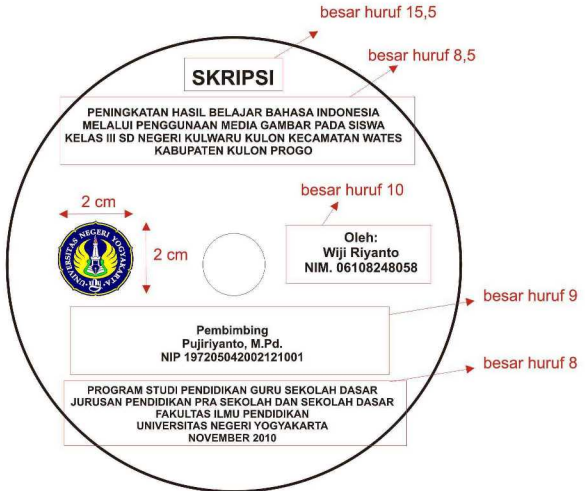 besar huruf 15,5
besar huruf 8,5
SKRIPSI
PENINGKATAN HASIL BELAJAR BAHASA INDONESIA
MELALUI PENGGUNAAN MEDIA GAMBAR PADA SISWA
KELAS III SD NEGERI KULWARU KULON KECAMATAN WATES
KABUPATEN KULON PROGO
besar huruf 10
2 cm
2 cm
UNIVERSITAS NEGERI YOGYAKARTA
Oleh:
Wiji Riyanto
NIM. 06108248058
besar huruf 9
Pembimbing
Pujiriyanto, M.Pd.
NIP 197205042002121001
besar huruf 8
PROGRAM STUDI PENDIDIKAN GURU SEKOLAH DASAR
JURUSAN PENDIDIKAN PRA SEKOLAH DAN SEKOLAH DASAR
FAKULTAS ILMU PENDIDIKAN
UNIVERSITAS NEGERI YOGYAKARTA
NOVEMBER 2010